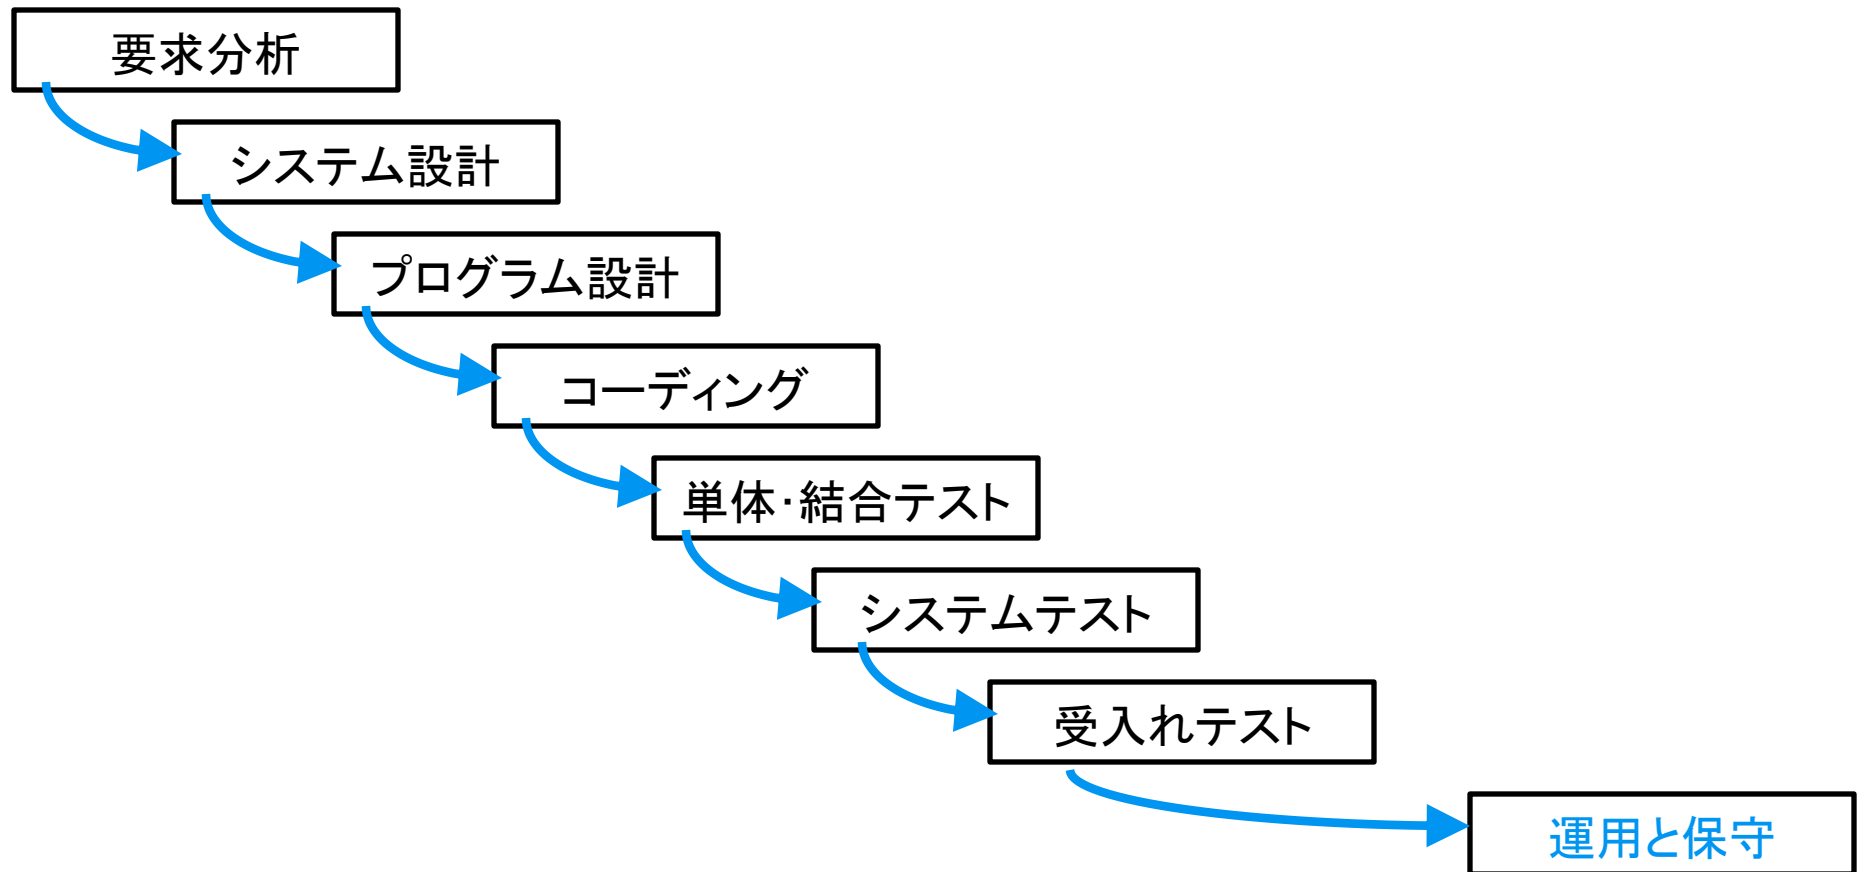 要求分析
システム設計
プログラム設計
コーディング
単体・結合テスト
システムテスト
受入れテスト
運用と保守